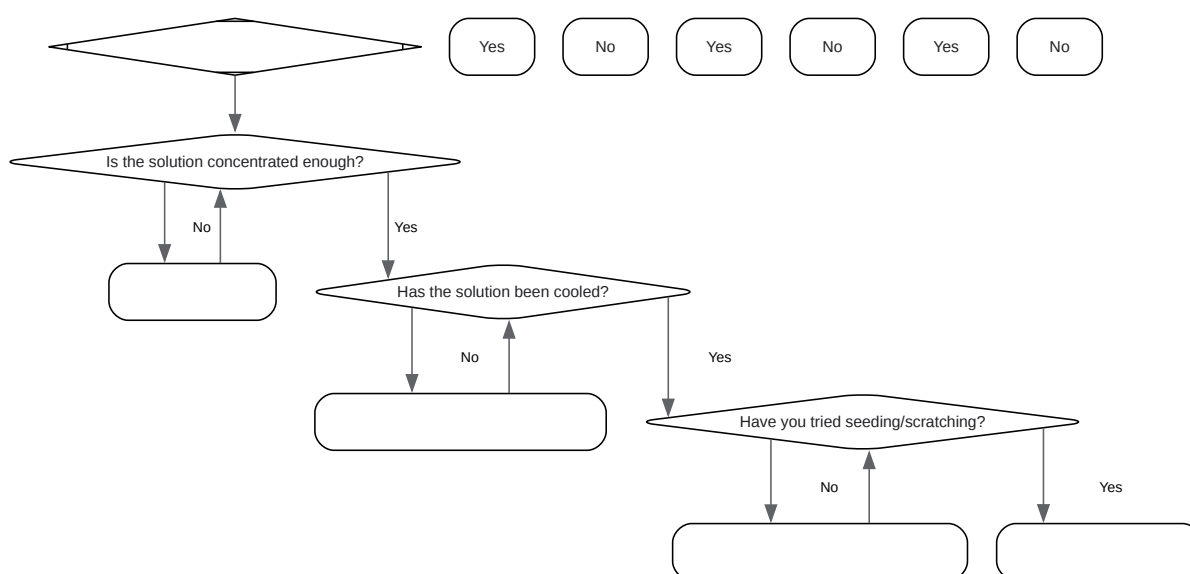 Yes
No
Yes
No
Yes
No
Is the solution concentrated enough?
No
Yes
Has the solution been cooled?
No
Yes
Have you tried seeding/scratching?
No
Yes